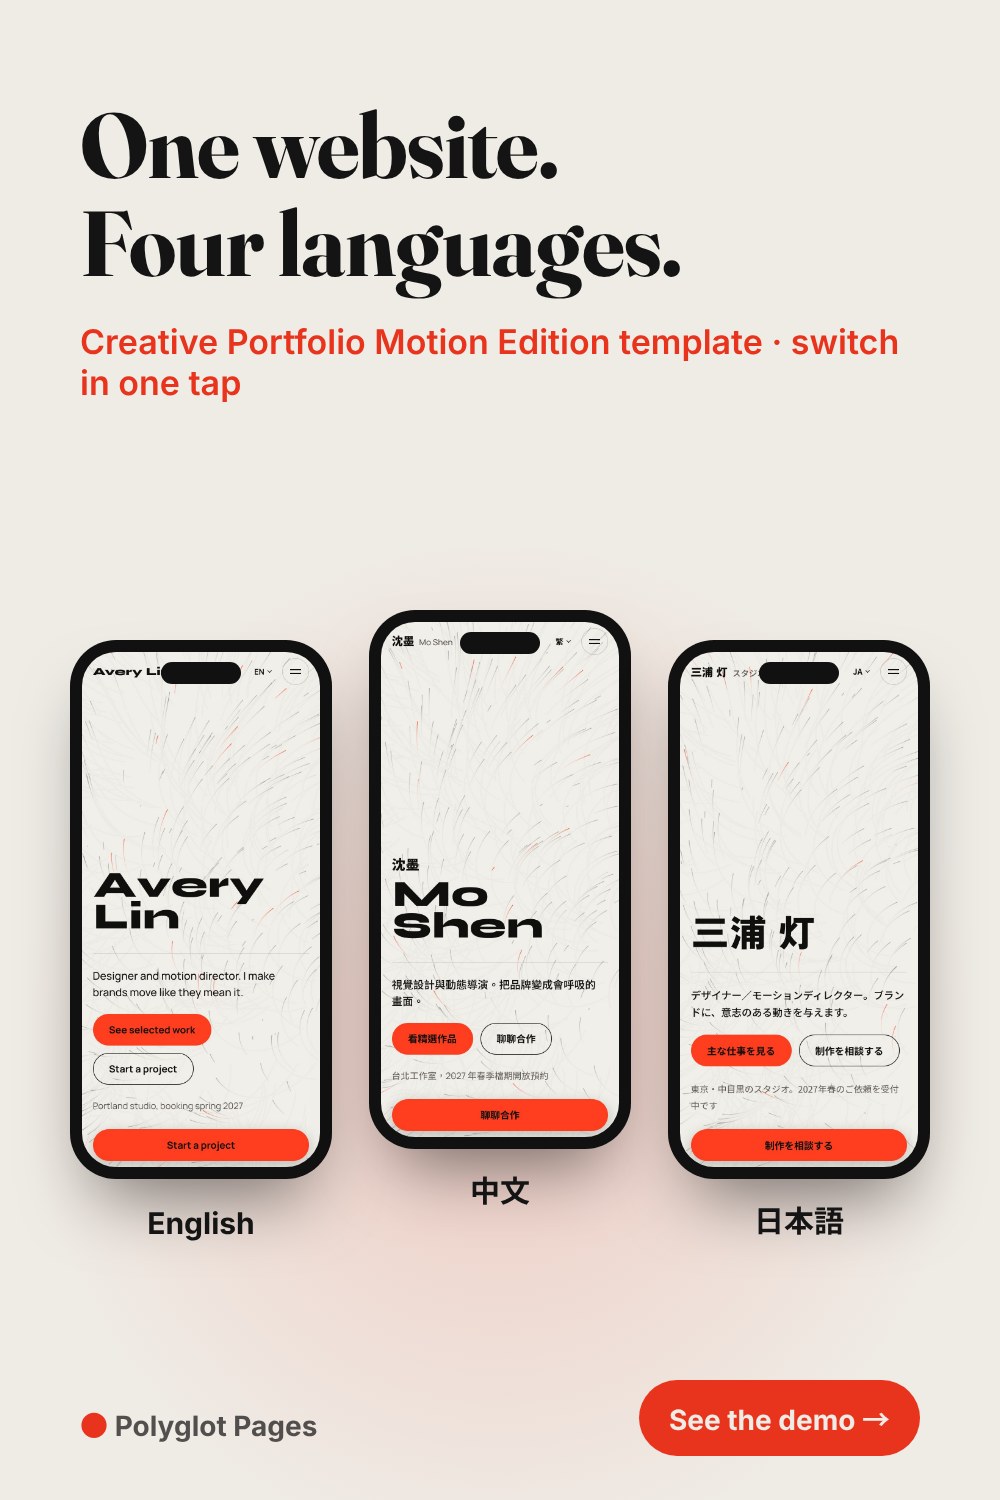 One website.
Four languages.
Creative Portfolio Motion Edition template · switch
in one tap
Avery
EN
Avery
Lin
Designer and motion director. I make
brands move like they mean it.
See selected work
Start a project
Portland studio, booking spring 2027
Start a project
English
沈墨 Mo Shen
繁
沈墨
Mo
Shen
視覺設計與動態導演。把品牌變成會呼吸的
畫面。
看精選作品
聊聊合作
台北工作室,2027 年春季檔期開放預約
聊聊合作
中文
三浦 灯
JA
三浦 灯
デザイナー／モーションディレクター。ブラン
ドに、意志のある動きを与えます。
主な仕事を見る
制作を相談する
東京・中目黒のスタジオ。2027年春のご依頼を受付
中です
制作を相談する
日本語
Polyglot Pages
See the demo →